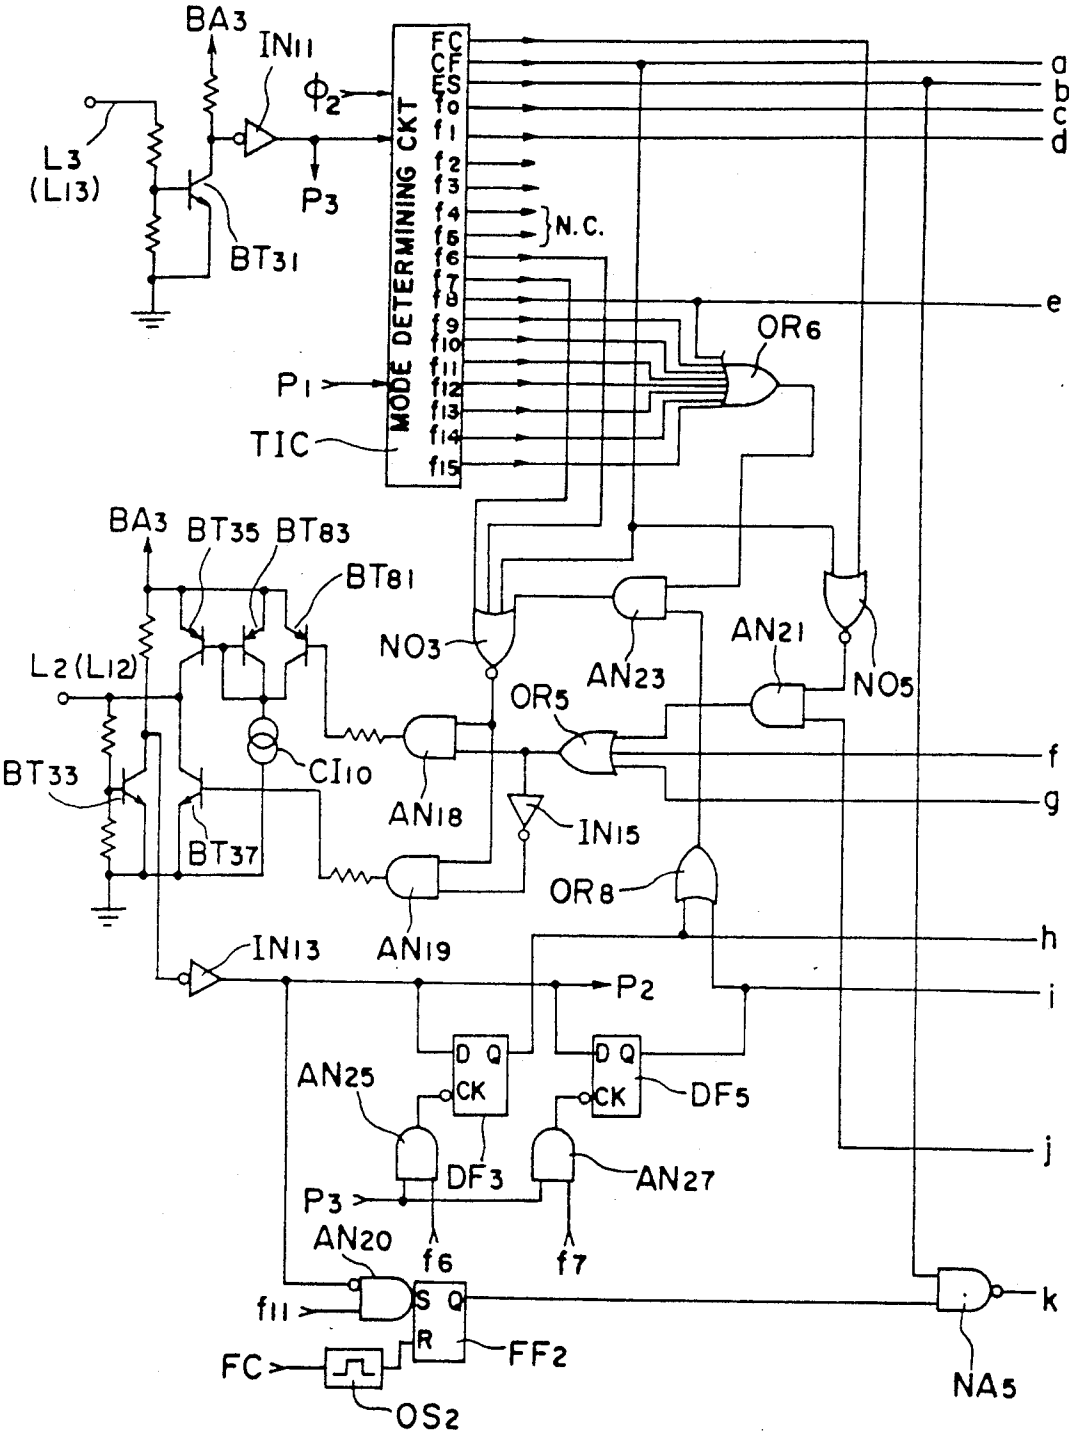 BA3
IN11
L3
(L13)
BT31
P3
Φ2
P1
TIC
MODE DETERMINING CKT
FC
CF
ES
f0
f1
f2
f3
f4
f5
f6
f7
f8
f9
f10
f11
f12
f13
f14
f15
N.C.
a
b
c
d
e
OR6
BA3
BT35
BT83
BT81
L2(L12)
BT33
BT37
CI10
NO3
AN23
AN21
NO5
OR5
AN18
IN15
AN19
OR8
f
g
h
i
j
k
IN13
P2
D Q
CK
DF3
D Q
CK
DF5
AN25
AN27
P3
f6
f7
AN20
f11
S Q
R
FF2
FC
OS2
NA5